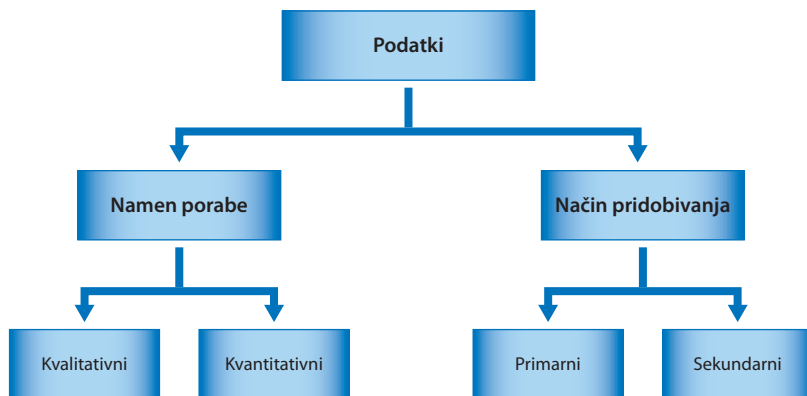 Podatki
Namen porabe
Način pridobivanja
Kvalitativni
Kvantitativni
Primarni
Sekundarni